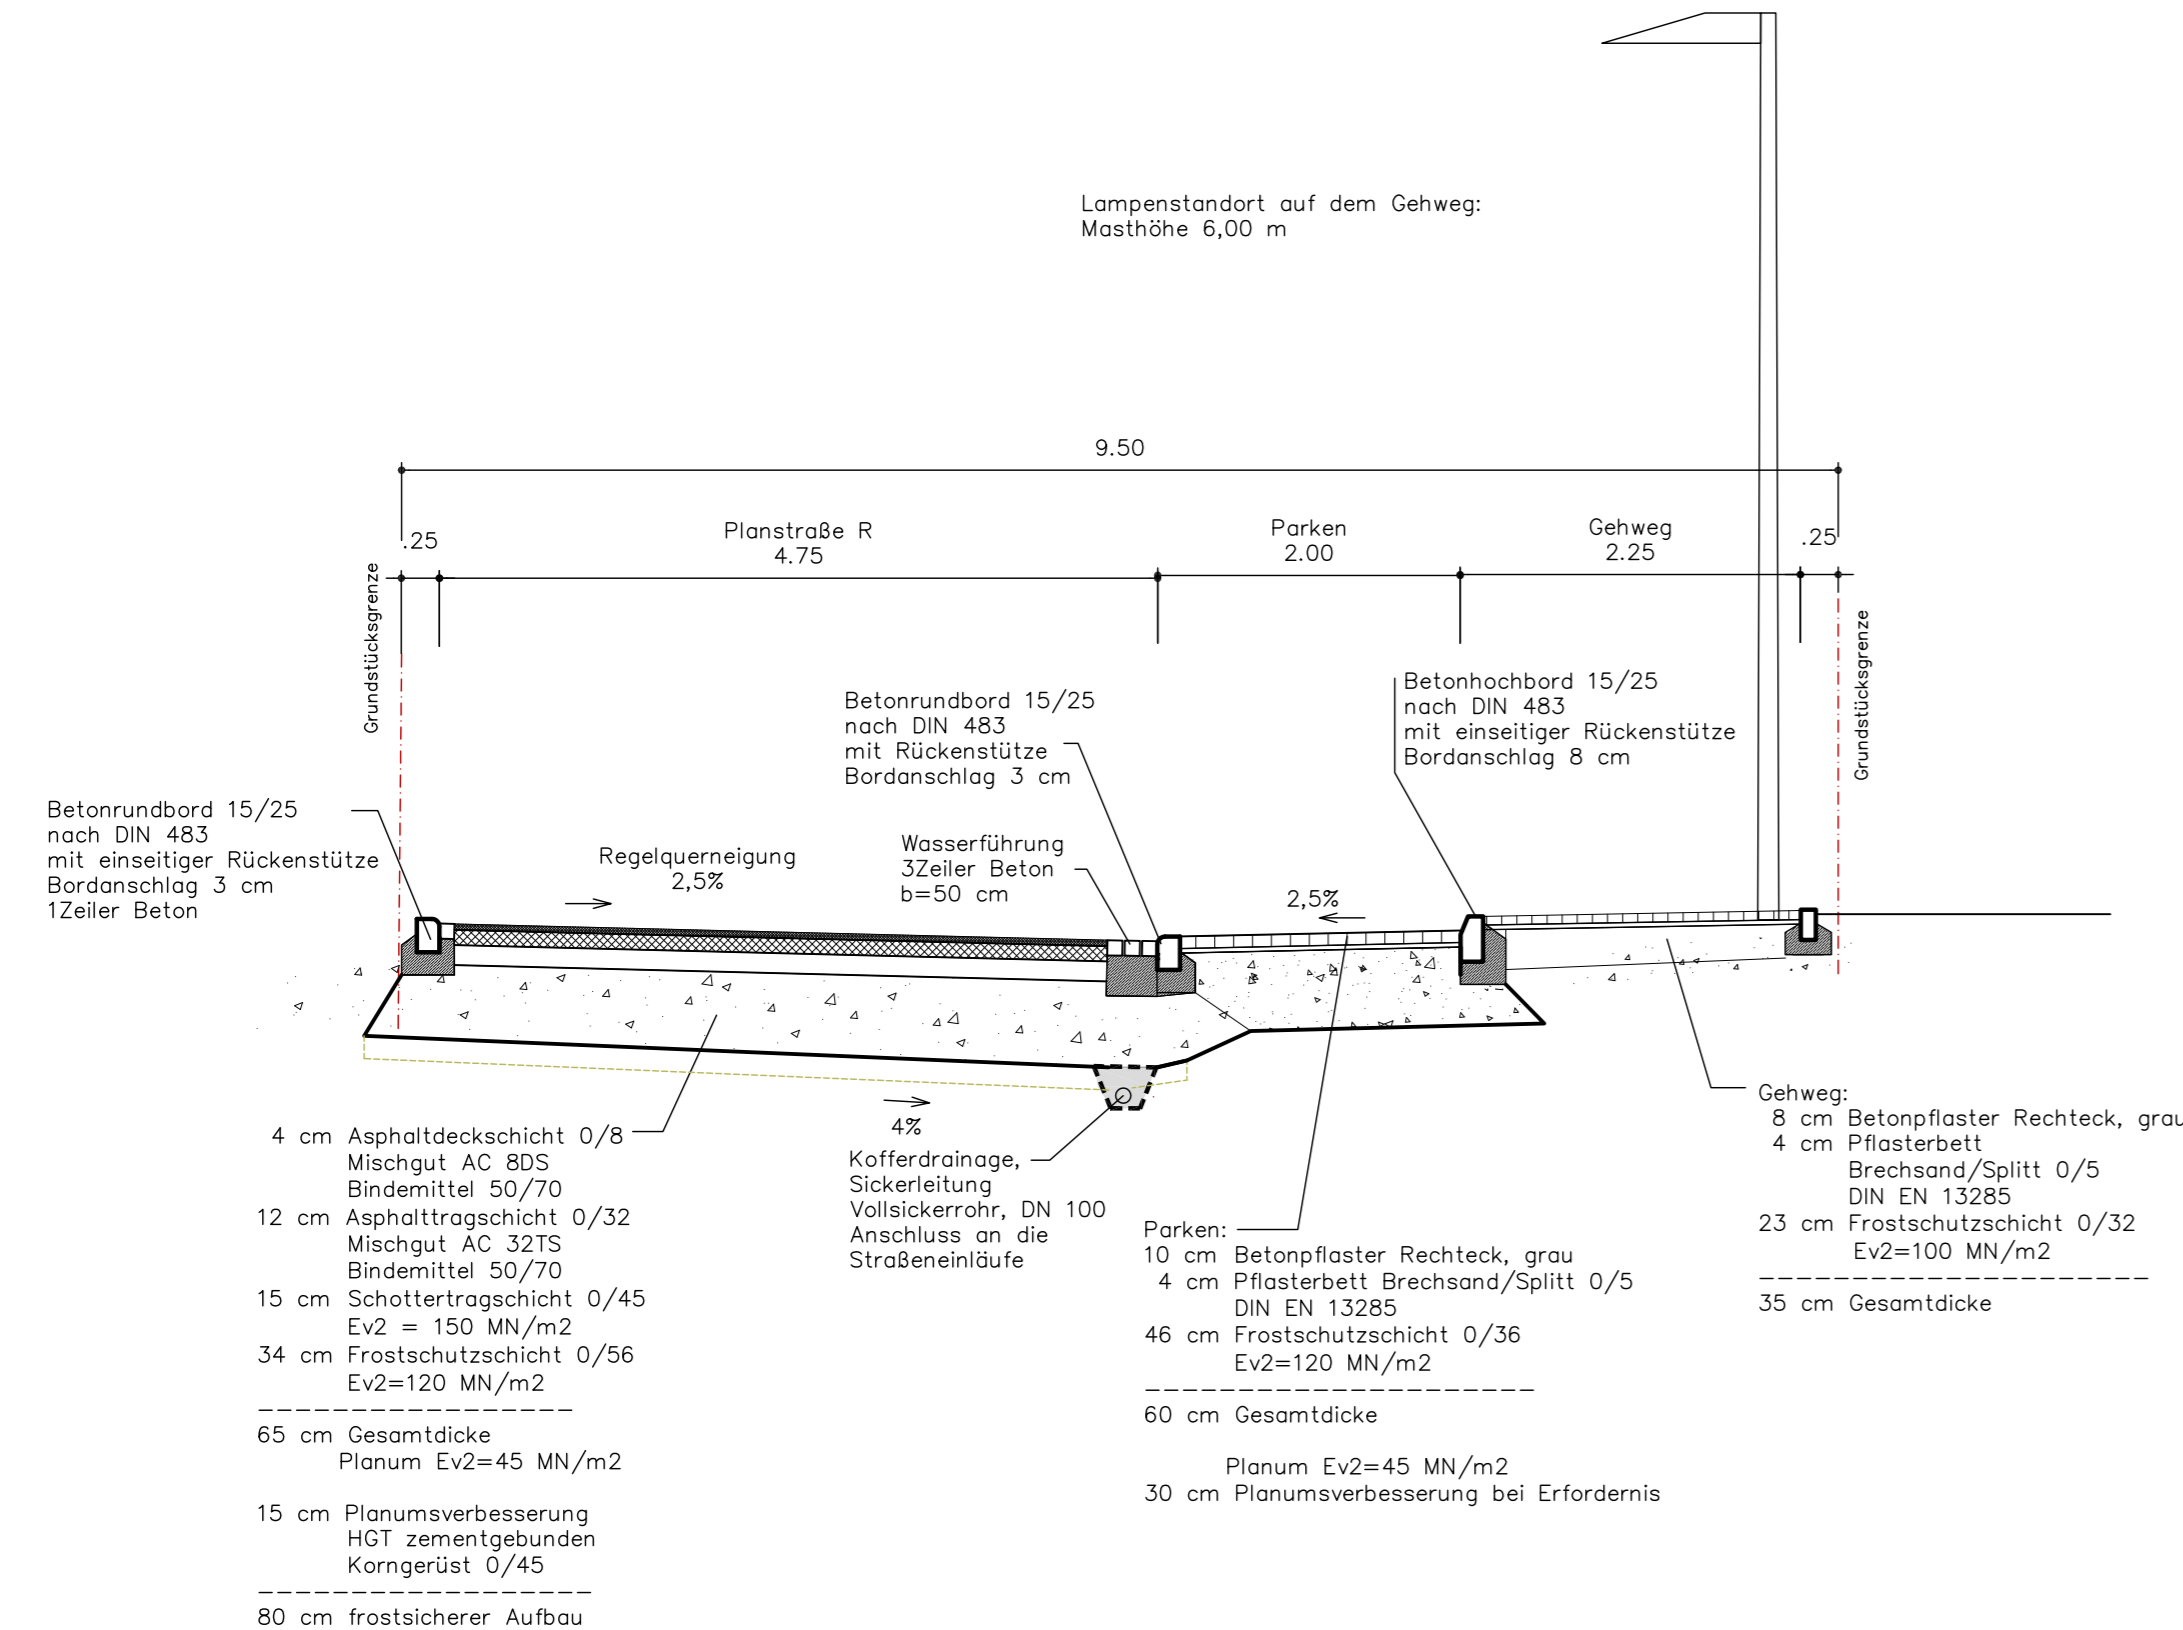 Lampenstandort auf dem Gehweg:
Masthöhe 6,00 m
9.50
.25
Planstraße R
4.75
Parken
2.00
Gehweg
2.25
.25
Grundstücksgrenze
Grundstücksgrenze
Betonrundbord 15/25
nach DIN 483
mit einseitiger Rückenstütze
Bordanschlag 3 cm
1Zeiler Beton
Regelquerneigung
2,5%
Betonrundbord 15/25
nach DIN 483
mit Rückenstütze
Bordanschlag 3 cm
Wasserführung
3Zeiler Beton
b=50 cm
Betonhochbord 15/25
nach DIN 483
mit einseitiger Rückenstütze
Bordanschlag 8 cm
2,5%
4%
4 cm Asphaltdeckschicht 0/8
Mischgut AC 8DS
Bindemittel 50/70
12 cm Asphalttragschicht 0/32
Mischgut AC 32TS
Bindemittel 50/70
15 cm Schottertragschicht 0/45
Ev2 = 150 MN/m2
34 cm Frostschutzschicht 0/56
Ev2=120 MN/m2
-----------------
65 cm Gesamtdicke
Planum Ev2=45 MN/m2
15 cm Planumsverbesserung
HGT zementgebunden
Korngerüst 0/45
------------------
80 cm frostsicherer Aufbau
Kofferdrainage,
Sickerleitung
Vollsickerrohr, DN 100
Anschluss an die
Straßeneinläufe
Parken:
10 cm Betonpflaster Rechteck, grau
4 cm Pflasterbett Brechsand/Splitt 0/5
DIN EN 13285
46 cm Frostschutzschicht 0/36
Ev2=120 MN/m2
---------------------
60 cm Gesamtdicke
Planum Ev2=45 MN/m2
30 cm Planumsverbesserung bei Erfordernis
Gehweg:
8 cm Betonpflaster Rechteck, grau
4 cm Pflasterbett
Brechsand/Splitt 0/5
DIN EN 13285
23 cm Frostschutzschicht 0/32
Ev2=100 MN/m2
---------------------
35 cm Gesamtdicke